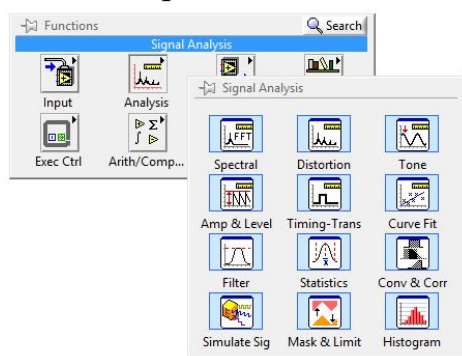 Functions
Search
Signal Analysis
Input
Analysis
Exec Ctrl
Arith/Comp...
Signal Analysis
FFT
Spectral
Distortion
Tone
Amp & Level
Timing-Trans
Curve Fit
Filter
Statistics
Conv & Corr
Simulate Sig
Mask & Limit
Histogram